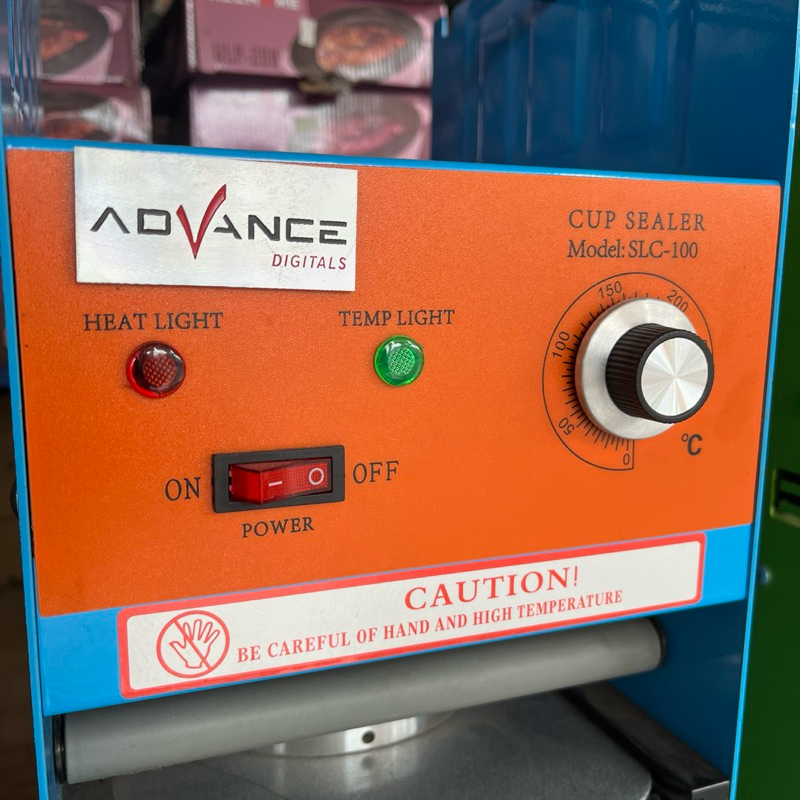 ADVANCE
DIGITALS
CUP SEALER
Model: SLC-100
HEAT LIGHT
TEMP LIGHT
0
50
100
150
200
°C
ON
OFF
POWER
CAUTION!
BE CAREFUL OF HAND AND HIGH TEMPERATURE